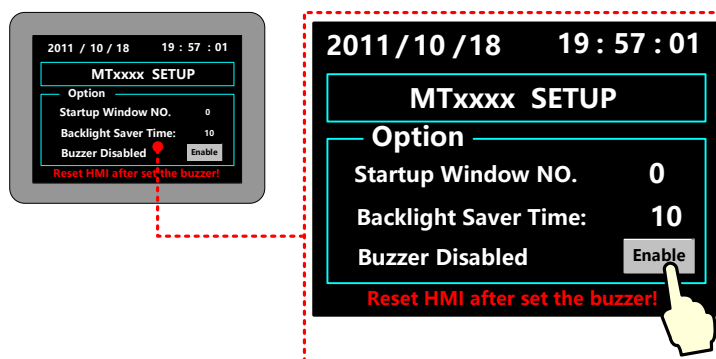 2011 / 10 / 18 19 : 57 : 01
MTxxxx SETUP
Option
Startup Window NO. 0
Backlight Saver Time: 10
Buzzer Disabled Enable
Reset HMI after set the buzzer!
2011 / 10 / 18 19 : 57 : 01
MTxxxx SETUP
Option
Startup Window NO. 0
Backlight Saver Time: 10
Buzzer Disabled Enable
Reset HMI after set the buzzer!